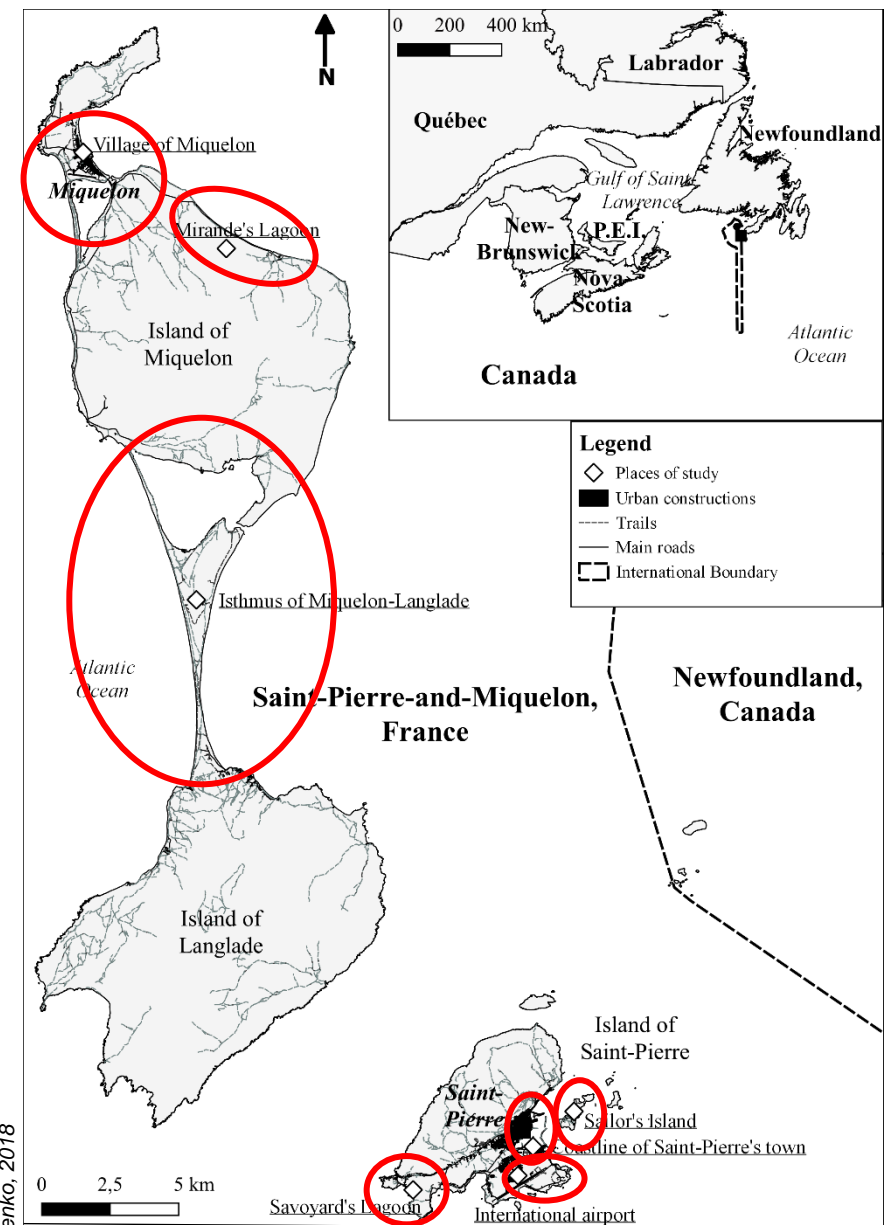 N
Village of Miquelon
Miquelon
Mirande's Lagoon
Island of
Miquelon
Isthmus of Miquelon-Langlade
Atlantic
Ocean
Saint-Pierre-and-Miquelon,
France
Island of
Langlade
Newfoundland,
Canada
Island of
Saint-Pierre
Saint-
Pierre
Sailor's Island
Coastline of Saint-Pierre's town
Savoyard's Lagoon
International airport
0 2,5 5 km
2018
0 200 400 km
Labrador
Québec
Newfoundland
Gulf of Saint
Lawrence
New-
Brunswick
P.E.I.
Nova
Scotia
Atlantic
Ocean
Canada
Legend
Places of study
Urban constructions
Trails
Main roads
International Boundary